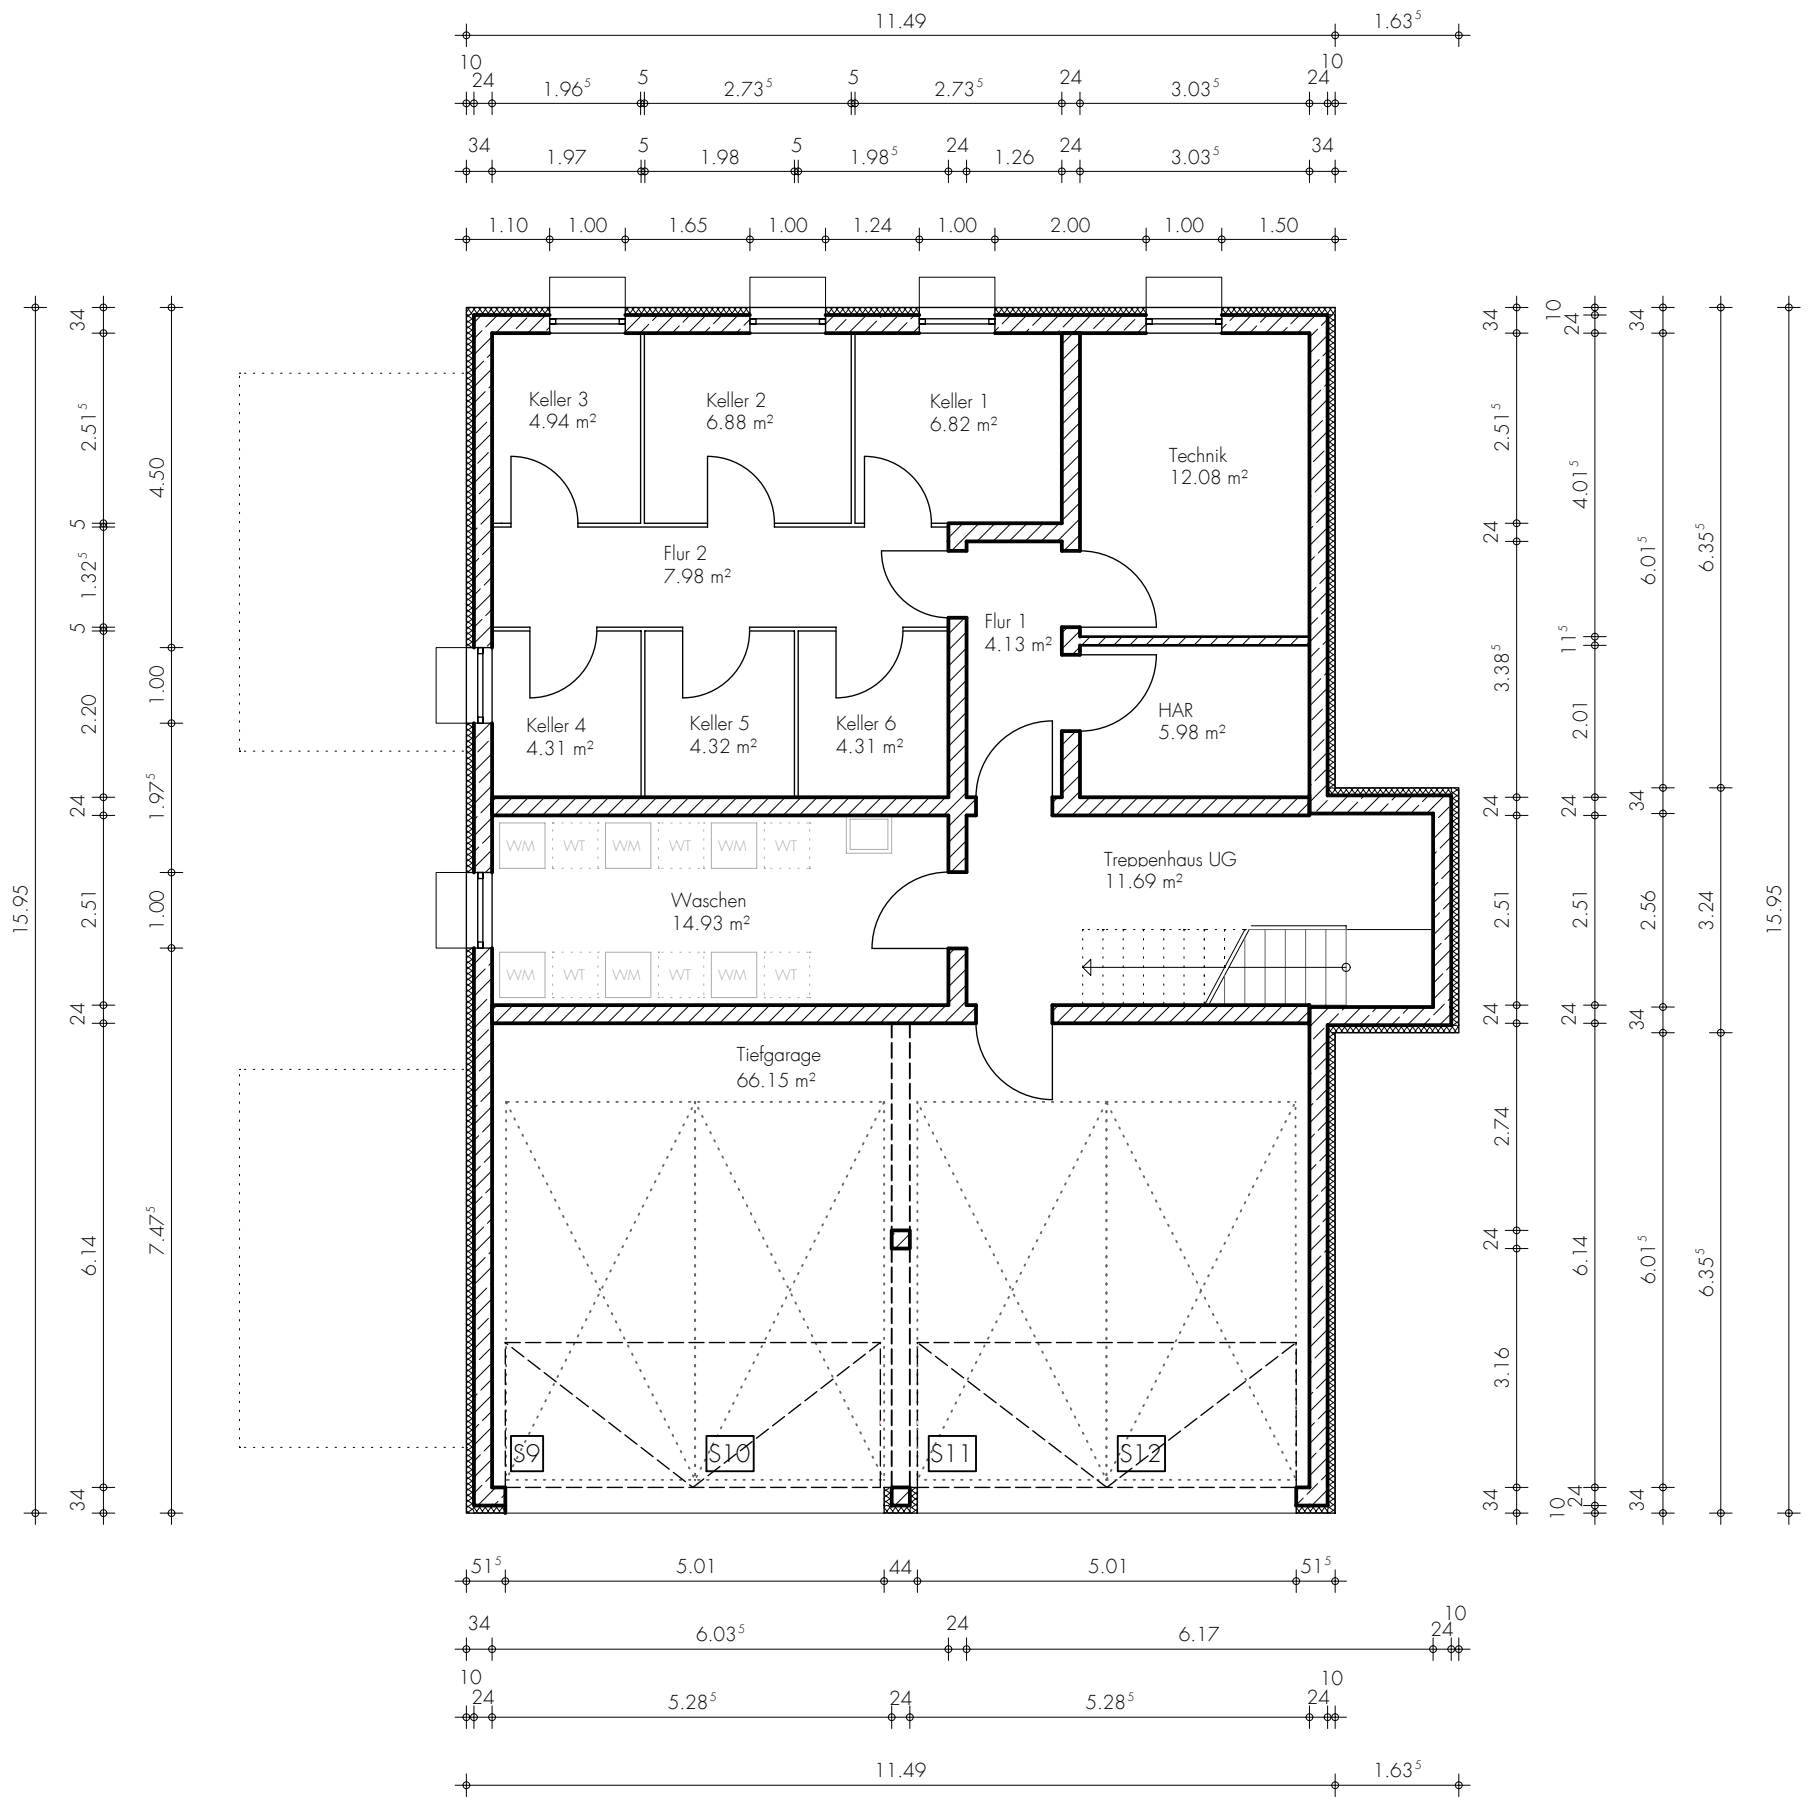 11.49 1.63⁵
10 10
24 1.96⁵ 5 2.73⁵ 5 2.73⁵ 24 3.03⁵ 24
34 1.97 5 1.98 5 1.98⁵ 24 1.26 24 3.03⁵ 34
1.10 1.00 1.65 1.00 1.24 1.00 2.00 1.00 1.50
15.95
34 2.51⁵ 5 1.32⁵ 5 2.20 24 2.51 24 6.14 34
4.50 1.00 1.97⁵ 1.00 7.47⁵
Keller 3
4.94 m²
Keller 2
6.88 m²
Keller 1
6.82 m²
Technik
12.08 m²
Flur 2
7.98 m²
Flur 1
4.13 m²
HAR
5.98 m²
Keller 4
4.31 m²
Keller 5
4.32 m²
Keller 6
4.31 m²
WM WT WM WT WM WT
Waschen
14.93 m²
WM WT WM WT WM WT
Treppenhaus UG
11.69 m²
Tiefgarage
66.15 m²
S9 S10 S11 S12
34 2.51⁵ 24 3.38⁵ 24 2.51 24 2.74 24 3.16 34
10 24 4.01⁵ 11⁵ 2.01 24 2.51 24 6.14 24 10
34 6.01⁵ 34 2.56 34 6.01⁵ 34
6.35⁵ 3.24 6.35⁵
15.95
51⁵ 5.01 44 5.01 51⁵
34 6.03⁵ 24 6.17 24 10
10 10
24 5.28⁵ 24 5.28⁵ 24
11.49 1.63⁵